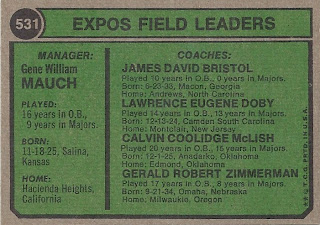 531
EXPOS FIELD LEADERS
MANAGER:
Gene William
MAUCH
PLAYED:
16 years in O.B.,
9 years in Majors.
BORN:
11-18-25, Salina,
Kansas
HOME:
Hacienda Heights,
California
COACHES:
JAMES DAVID BRISTOL
Played 10 years in O.B., 0 years in Majors.
Born: 6-23-33, Macon, Georgia
Home: Andrews, North Carolina
LAWRENCE EUGENE DOBY
Played 14 years in O.B., 13 years in Majors.
Born: 12-13-24, Camden South Carolina
Home: Montclair, New Jersey
CALVIN COOLIDGE McLISH
Played 20 years in O.B., 15 years in Majors.
Born: 12-1-25, Anadarko, Oklahoma
Home: Edmond, Oklahoma
GERALD ROBERT ZIMMERMAN
Played 17 years in O.B., 8 years in Majors.
Born: 9-21-34, Omaha, Nebraska
Home: Milwaukie, Oregon
★★ © T.C.G. PRTD. IN U.S.A.